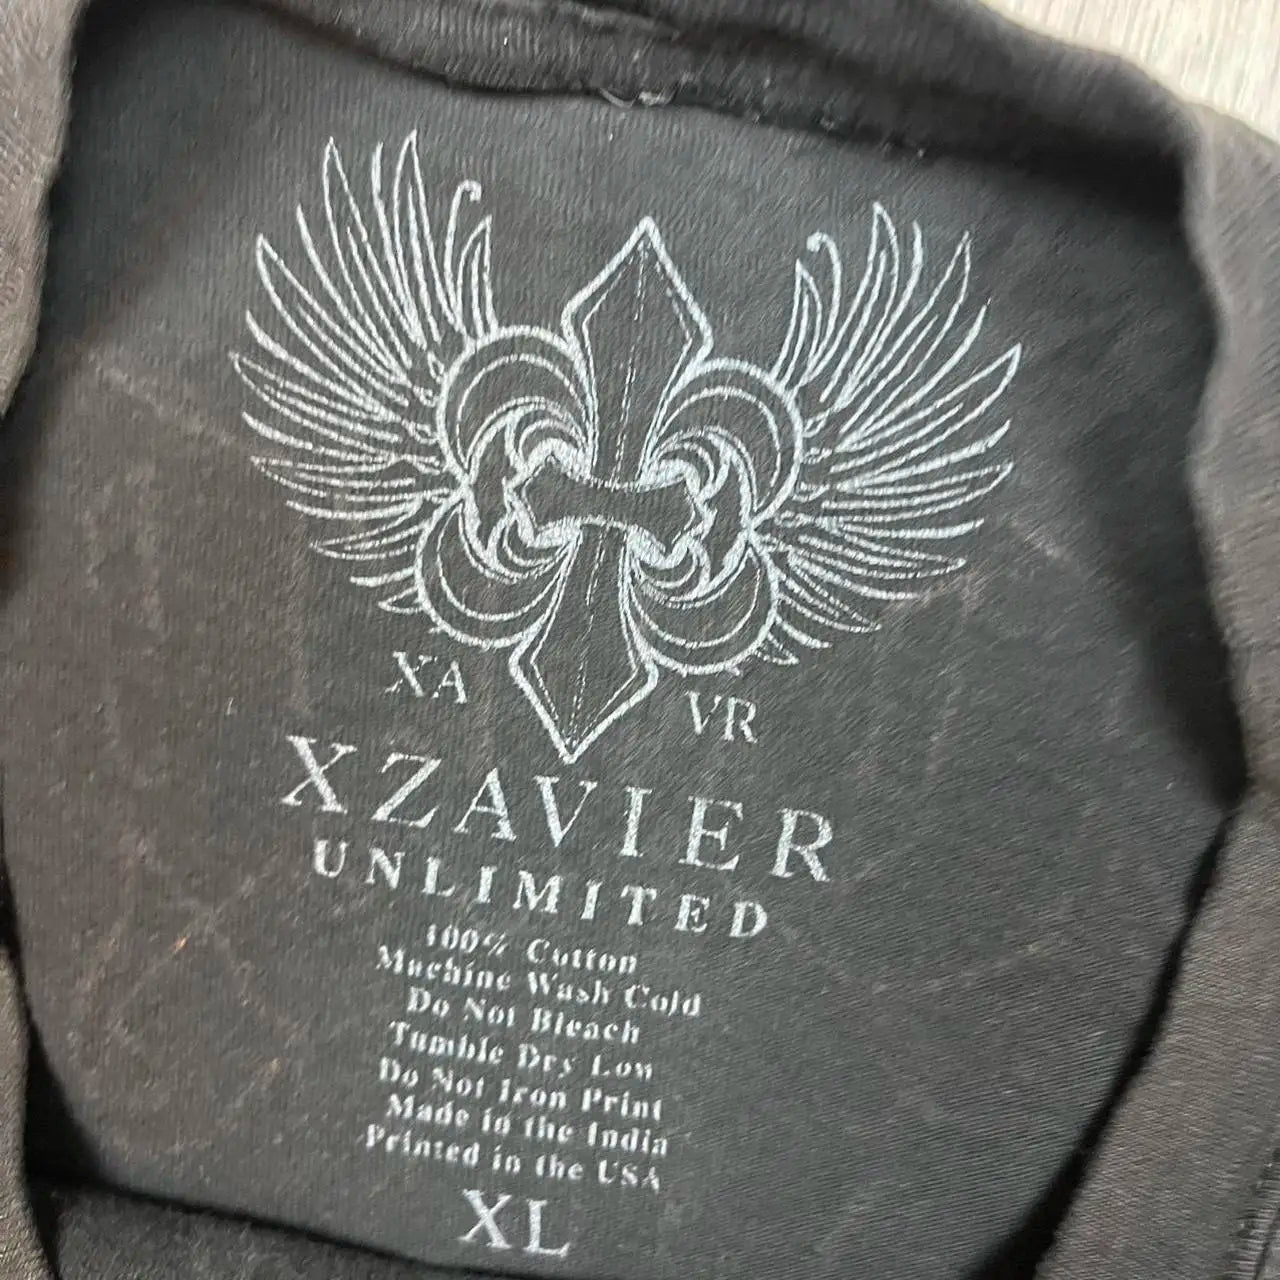 XA VR
XZAVIER
UNLIMITED
100% Cotton
Machine Wash Cold
Do Not Bleach
Tumble Dry Low
Do Not Iron Print
Made in the India
Printed in the USA
XL